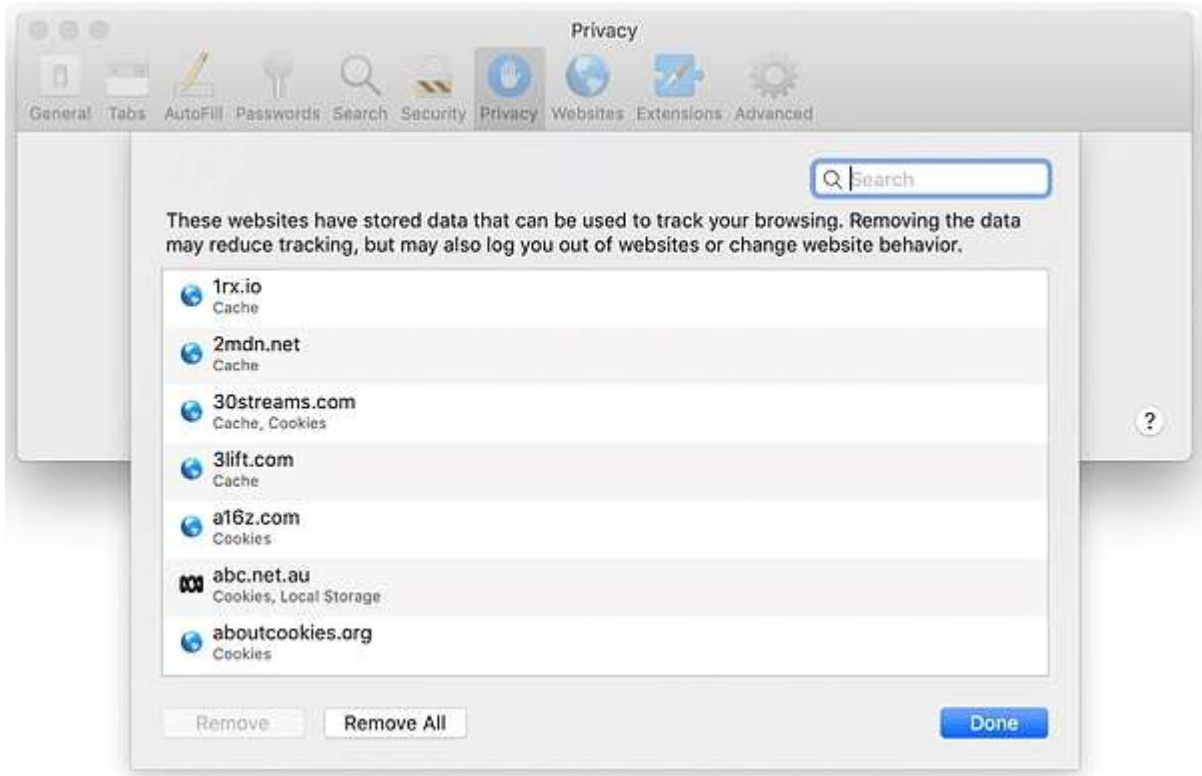 Privacy
General Tabs AutoFill Passwords Search Security Privacy Websites Extensions Advanced
Search
These websites have stored data that can be used to track your browsing. Removing the data
may reduce tracking, but may also log you out of websites or change website behavior.
1rx.io
Cache
2mdn.net
Cache
30streams.com
Cache, Cookies
3lift.com
Cache
a16z.com
Cookies
abc.net.au
Cookies, Local Storage
aboutcookies.org
Cookies
?
Remove Remove All Done